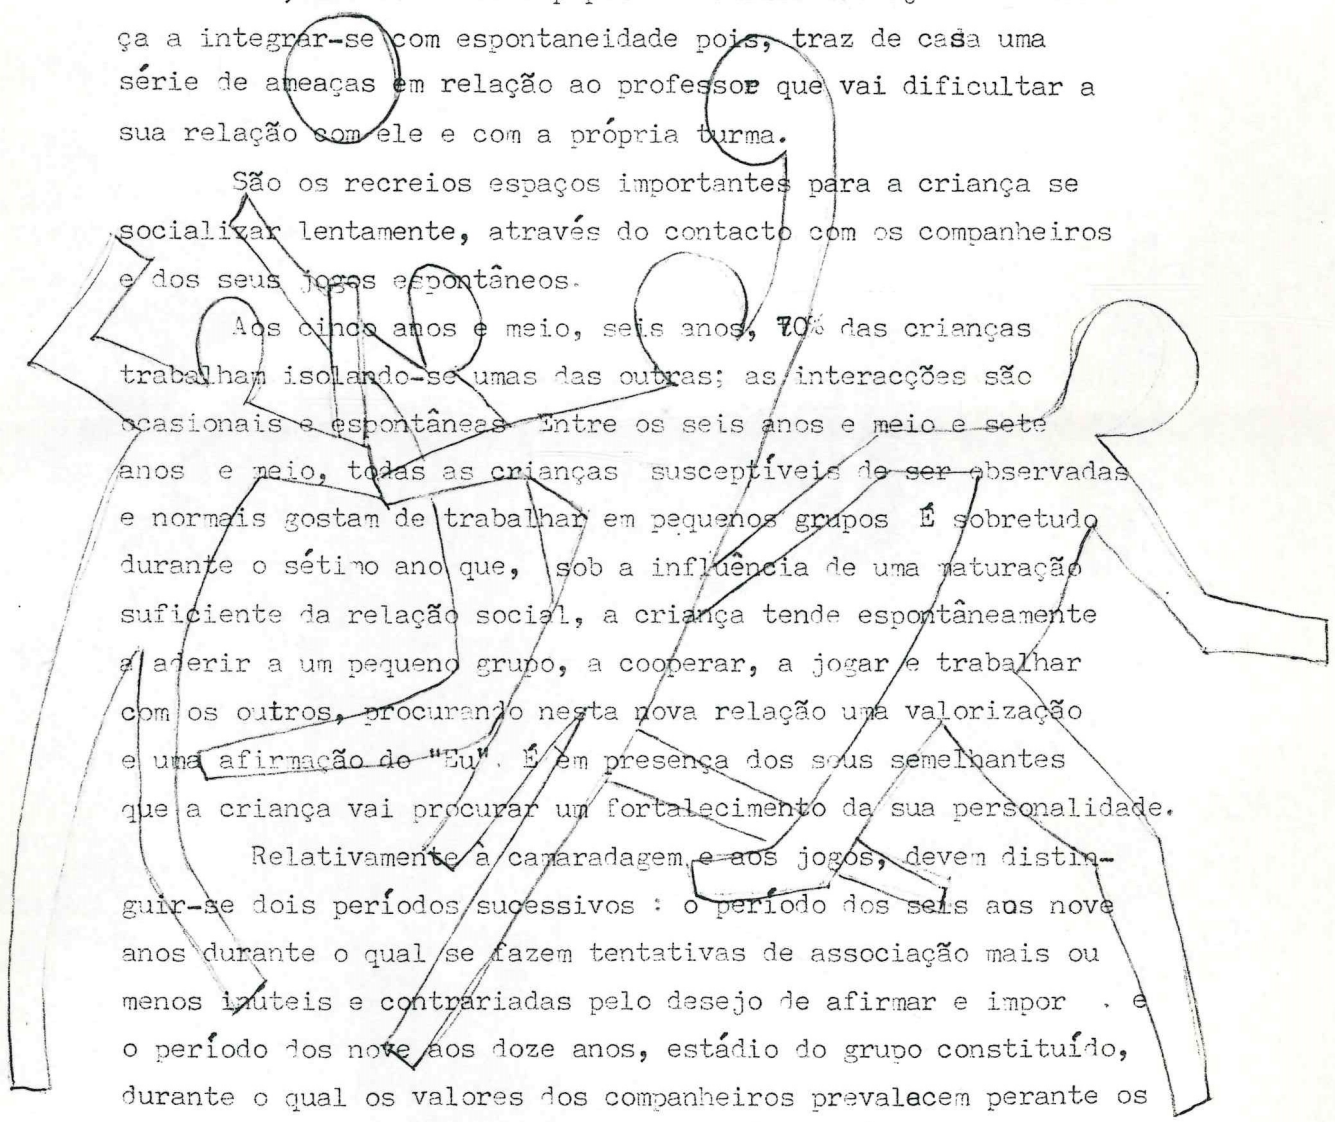 ça a integrar-se com espontaneidade pois, traz de casa uma
série de ameaças em relação ao professor que vai dificultar a
sua relação com ele e com a própria turma.
São os recreios espaços importantes para a criança se
socializar lentamente, através do contacto com os companheiros
e dos seus jogos espontâneos.
Aos cinco anos e meio, seis anos, 70% das crianças
trabalham isolando-se umas das outras; as interacções são
ocasionais e espontâneas Entre os seis anos e meio e sete
anos e meio, todas as crianças susceptíveis de ser observadas
e normais gostam de trabalhar em pequenos grupos É sobretudo
durante o sétimo ano que, sob a influência de uma maturação
suficiente da relação social, a criança tende espontâneamente
a aderir a um pequeno grupo, a cooperar, a jogar e trabalhar
com os outros, procurando nesta nova relação uma valorização
e uma afirmação do "Eu". É em presença dos seus semelhantes
que a criança vai procurar um fortalecimento da sua personalidade.
Relativamente à camaradagem e aos jogos, devem distin-
guir-se dois períodos sucessivos : o período dos seis aos nove
anos durante o qual se fazem tentativas de associação mais ou
menos inuteis e contrariadas pelo desejo de afirmar e impor . e
o período dos nove aos doze anos, estádio do grupo constituído,
durante o qual os valores dos companheiros prevalecem perante os